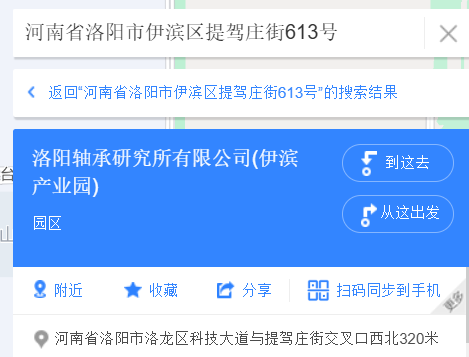 河南省洛阳市伊滨区提驾庄街613号
返回“河南省洛阳市伊滨区提驾庄街613号”的搜索结果
洛阳轴承研究所有限公司(伊滨
产业园)
到这去
园区
从这出发
附近 收藏 分享 扫码同步到手机
更多
河南省洛阳市洛龙区科技大道与提驾庄街交叉口西北320米
台
山